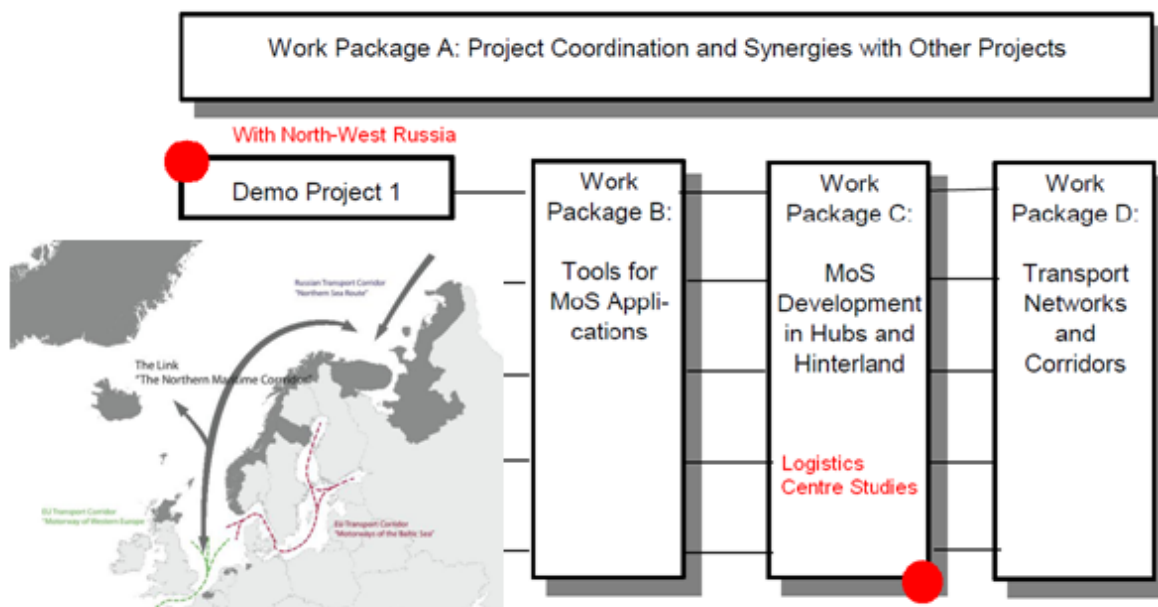 Work Package A: Project Coordination and Synergies with Other Projects
With North-West Russia
Demo Project 1
Work
Package B:
Tools for
MoS Appli-
cations
Work
Package C:
MoS
Development
in Hubs and
Hinterland
Logistics
Centre Studies
Work
Package D:
Transport
Networks
and
Corridors
Russian Transport Corridor
"Northern Sea Route"
The Link
"The Northern Maritime Corridor"
EU Transport Corridor
"Motorway of Western Europe
EU Transport Corridor
"Motorways of the Baltic Sea"